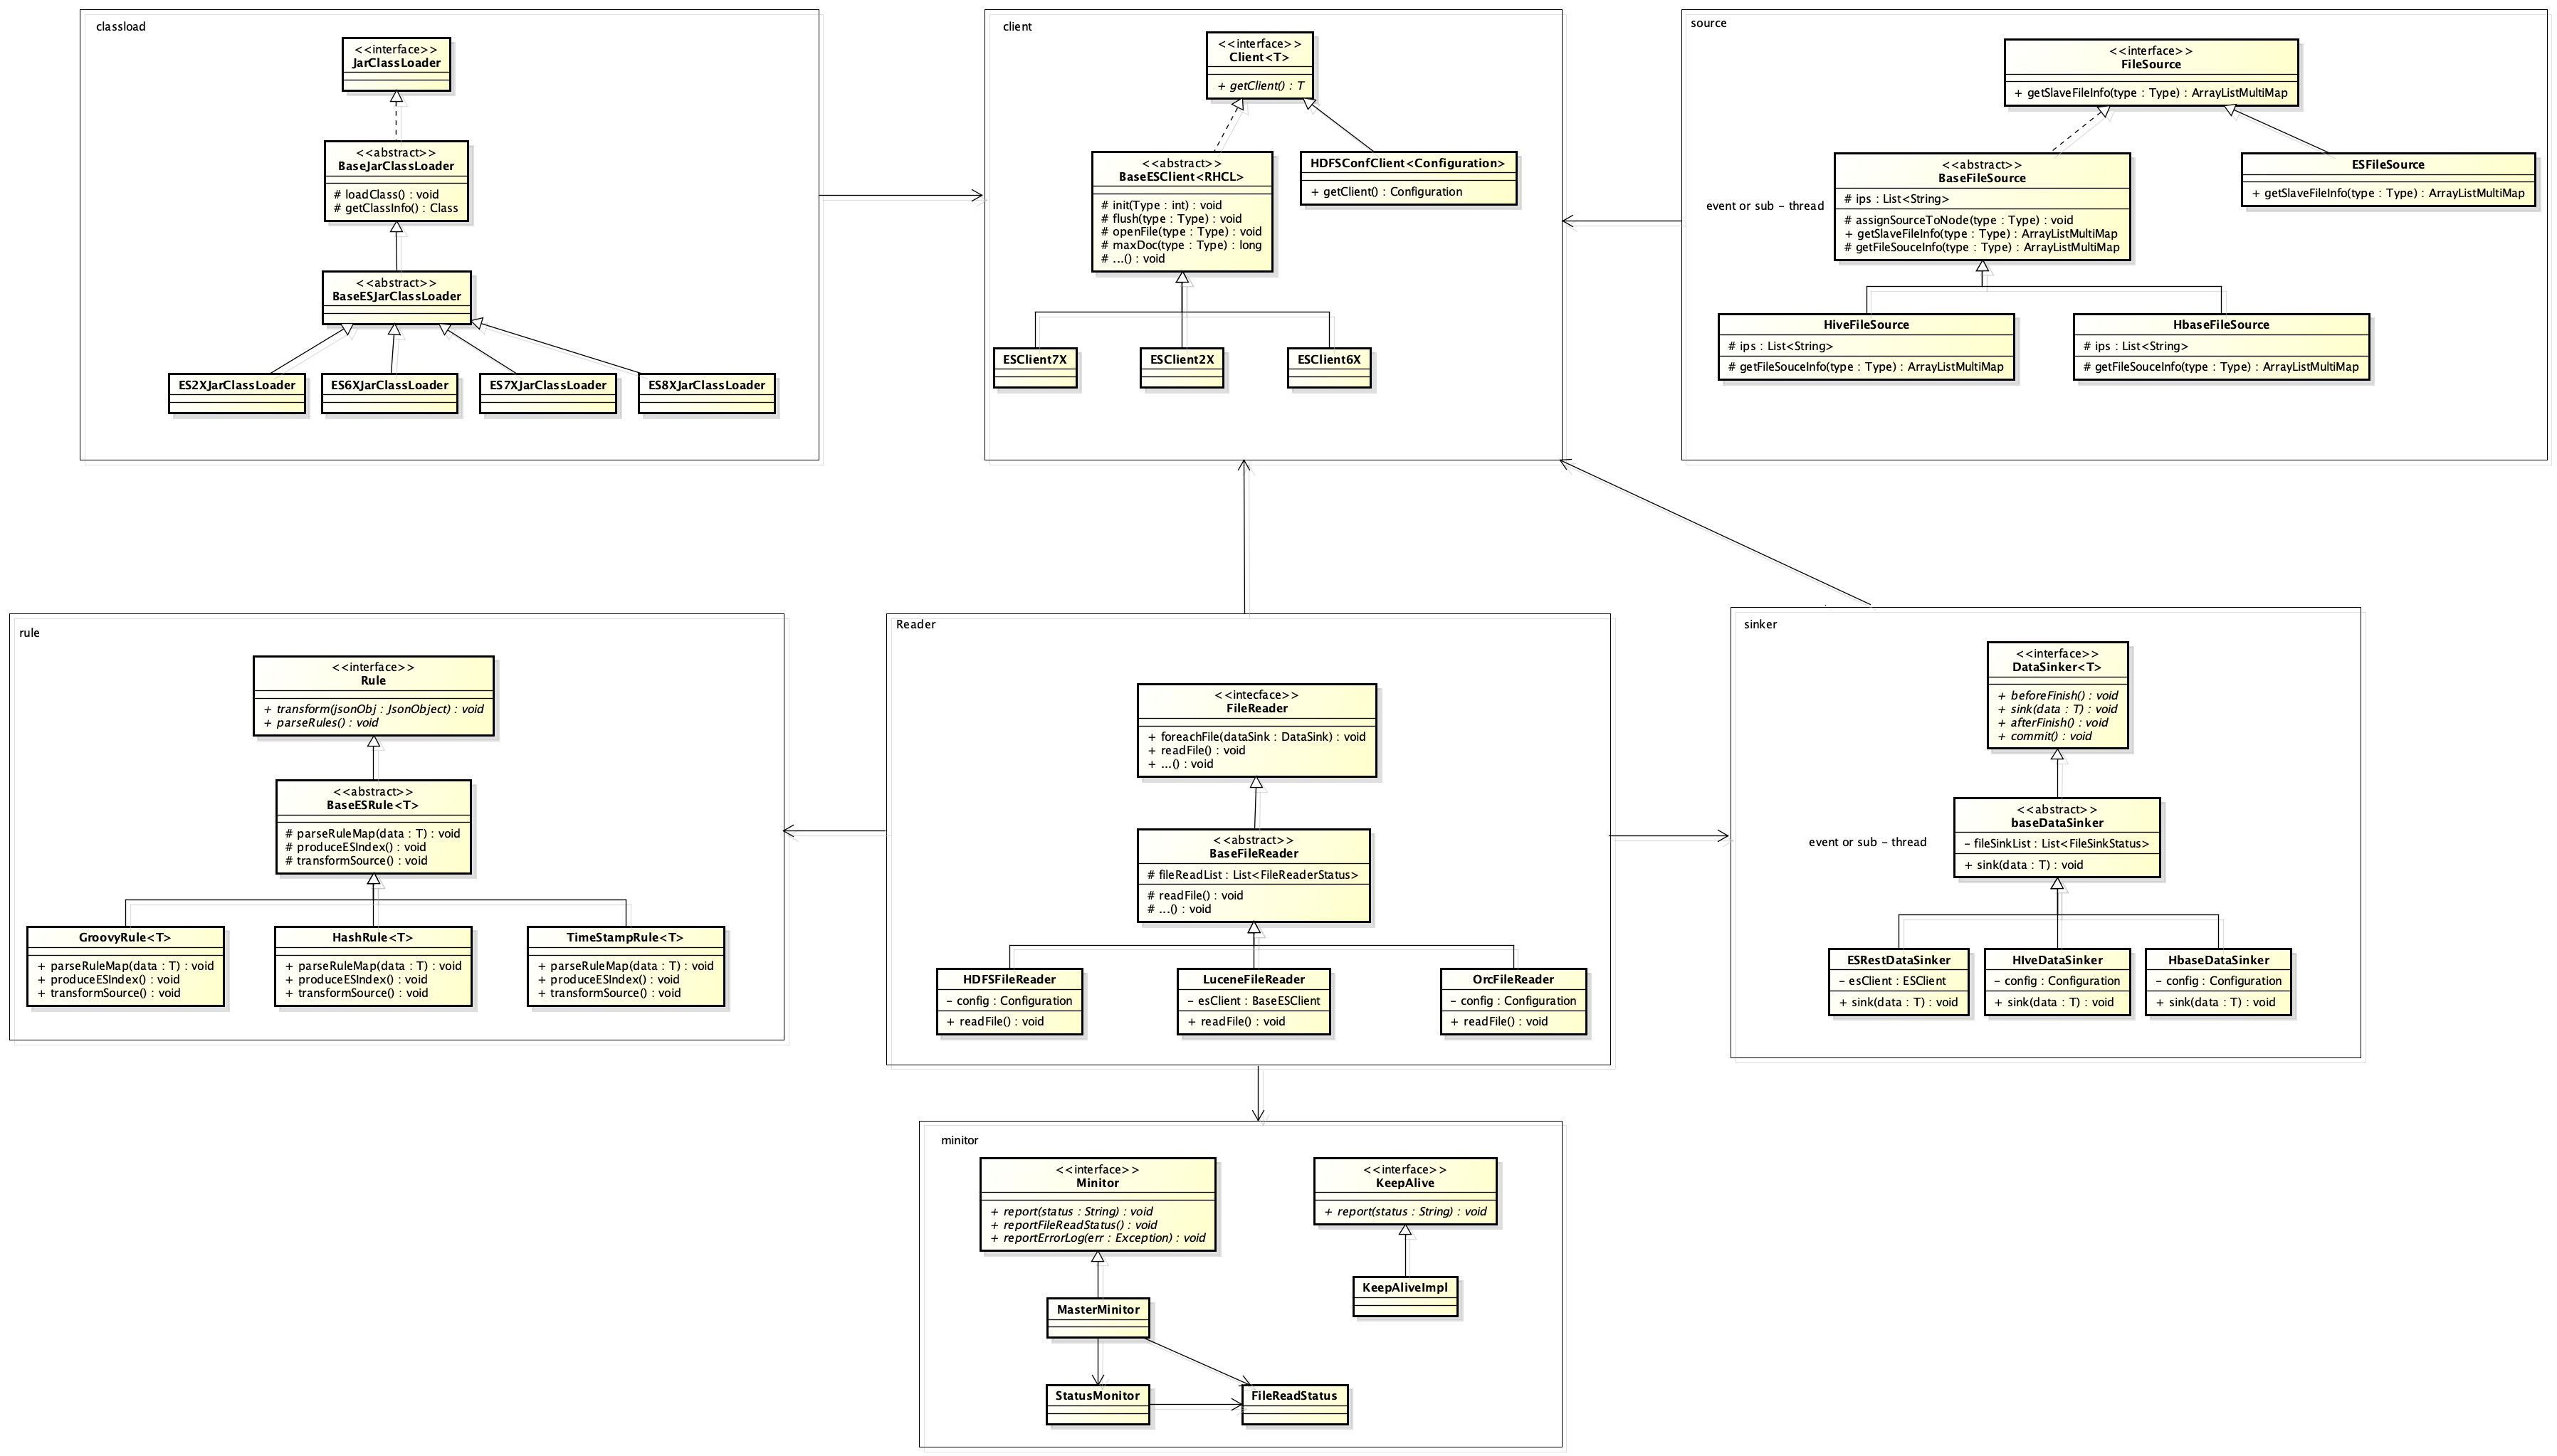 classload
<<interface>>
JarClassLoader
<<abstract>>
BaseJarClassLoader
# loadClass() : void
# getClassInfo() : Class
<<abstract>>
BaseESJarClassLoader
ES2XJarClassLoader
ES6XJarClassLoader
ES7XJarClassLoader
ES8XJarClassLoader
client
<<interface>>
Client<T>
+ getClient() : T
<<abstract>>
BaseESClient<RHCL>
# init(Type : int) : void
# flush(type : Type) : void
# openFile(type : Type) : void
# maxDoc(type : Type) : long
# ...() : void
HDFSConfClient<Configuration>
+ getClient() : Configuration
ESClient7X
ESClient2X
ESClient6X
source
<<interface>>
FileSource
+ getSlaveFileInfo(type : Type) : ArrayListMultiMap
event or sub - thread
<<abstract>>
BaseFileSource
# ips : List<String>
# assignSourceToNode(type : Type) : void
+ getSlaveFileInfo(type : Type) : ArrayListMultiMap
# getFileSouceInfo(type : Type) : ArrayListMultiMap
ESFileSource
+ getSlaveFileInfo(type : Type) : ArrayListMultiMap
HiveFileSource
# ips : List<String>
# getFileSouceInfo(type : Type) : ArrayListMultiMap
HbaseFileSource
# ips : List<String>
# getFileSouceInfo(type : Type) : ArrayListMultiMap
rule
<<interface>>
Rule
+ transform(jsonObj : JsonObject) : void
+ parseRules() : void
<<abstract>>
BaseESRule<T>
# parseRuleMap(data : T) : void
# produceESIndex() : void
# transformSource() : void
GroovyRule<T>
+ parseRuleMap(data : T) : void
+ produceESIndex() : void
+ transformSource() : void
HashRule<T>
+ parseRuleMap(data : T) : void
+ produceESIndex() : void
+ transformSource() : void
TimeStampRule<T>
+ parseRuleMap(data : T) : void
+ produceESIndex() : void
+ transformSource() : void
Reader
<<intecface>>
FileReader
+ foreachFile(dataSink : DataSink) : void
+ readFile() : void
+ ...() : void
<<abstract>>
BaseFileReader
# fileReadList : List<FileReaderStatus>
# readFile() : void
# ...() : void
HDFSFileReader
- config : Configuration
+ readFile() : void
LuceneFileReader
- esClient : BaseESClient
+ readFile() : void
OrcFileReader
- config : Configuration
+ readFile() : void
sinker
<<interface>>
DataSinker<T>
+ beforeFinish() : void
+ sink(data : T) : void
+ afterFinish() : void
+ commit() : void
event or sub - thread
<<abstract>>
baseDataSinker
- fileSinkList : List<FileSinkStatus>
+ sink(data : T) : void
ESRestDataSinker
- esClient : ESClient
+ sink(data : T) : void
HIveDataSinker
- config : Configuration
+ sink(data : T) : void
HbaseDataSinker
- config : Configuration
+ sink(data : T) : void
minitor
<<interface>>
Minitor
+ report(status : String) : void
+ reportFileReadStatus() : void
+ reportErrorLog(err : Exception) : void
<<interface>>
KeepAlive
+ report(status : String) : void
KeepAliveImpl
MasterMinitor
StatusMonitor
FileReadStatus